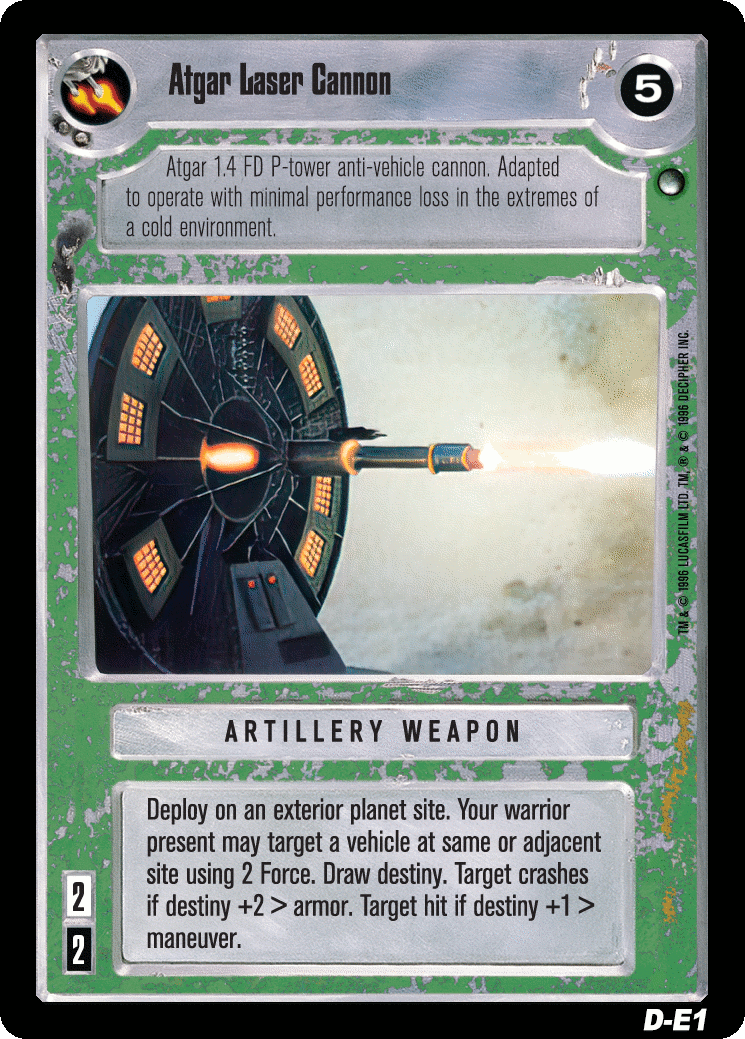 Atgar Laser Cannon
5
Atgar 1.4 FD P-tower anti-vehicle cannon. Adapted
to operate with minimal performance loss in the extremes of
a cold environment.
TM & © 1996 LUCASFILM LTD. TM, ® & © 1996 DECIPHER INC.
ARTILLERY WEAPON
Deploy on an exterior planet site. Your warrior
present may target a vehicle at same or adjacent
site using 2 Force. Draw destiny. Target crashes
if destiny +2 > armor. Target hit if destiny +1 >
maneuver.
2
2
D-E1